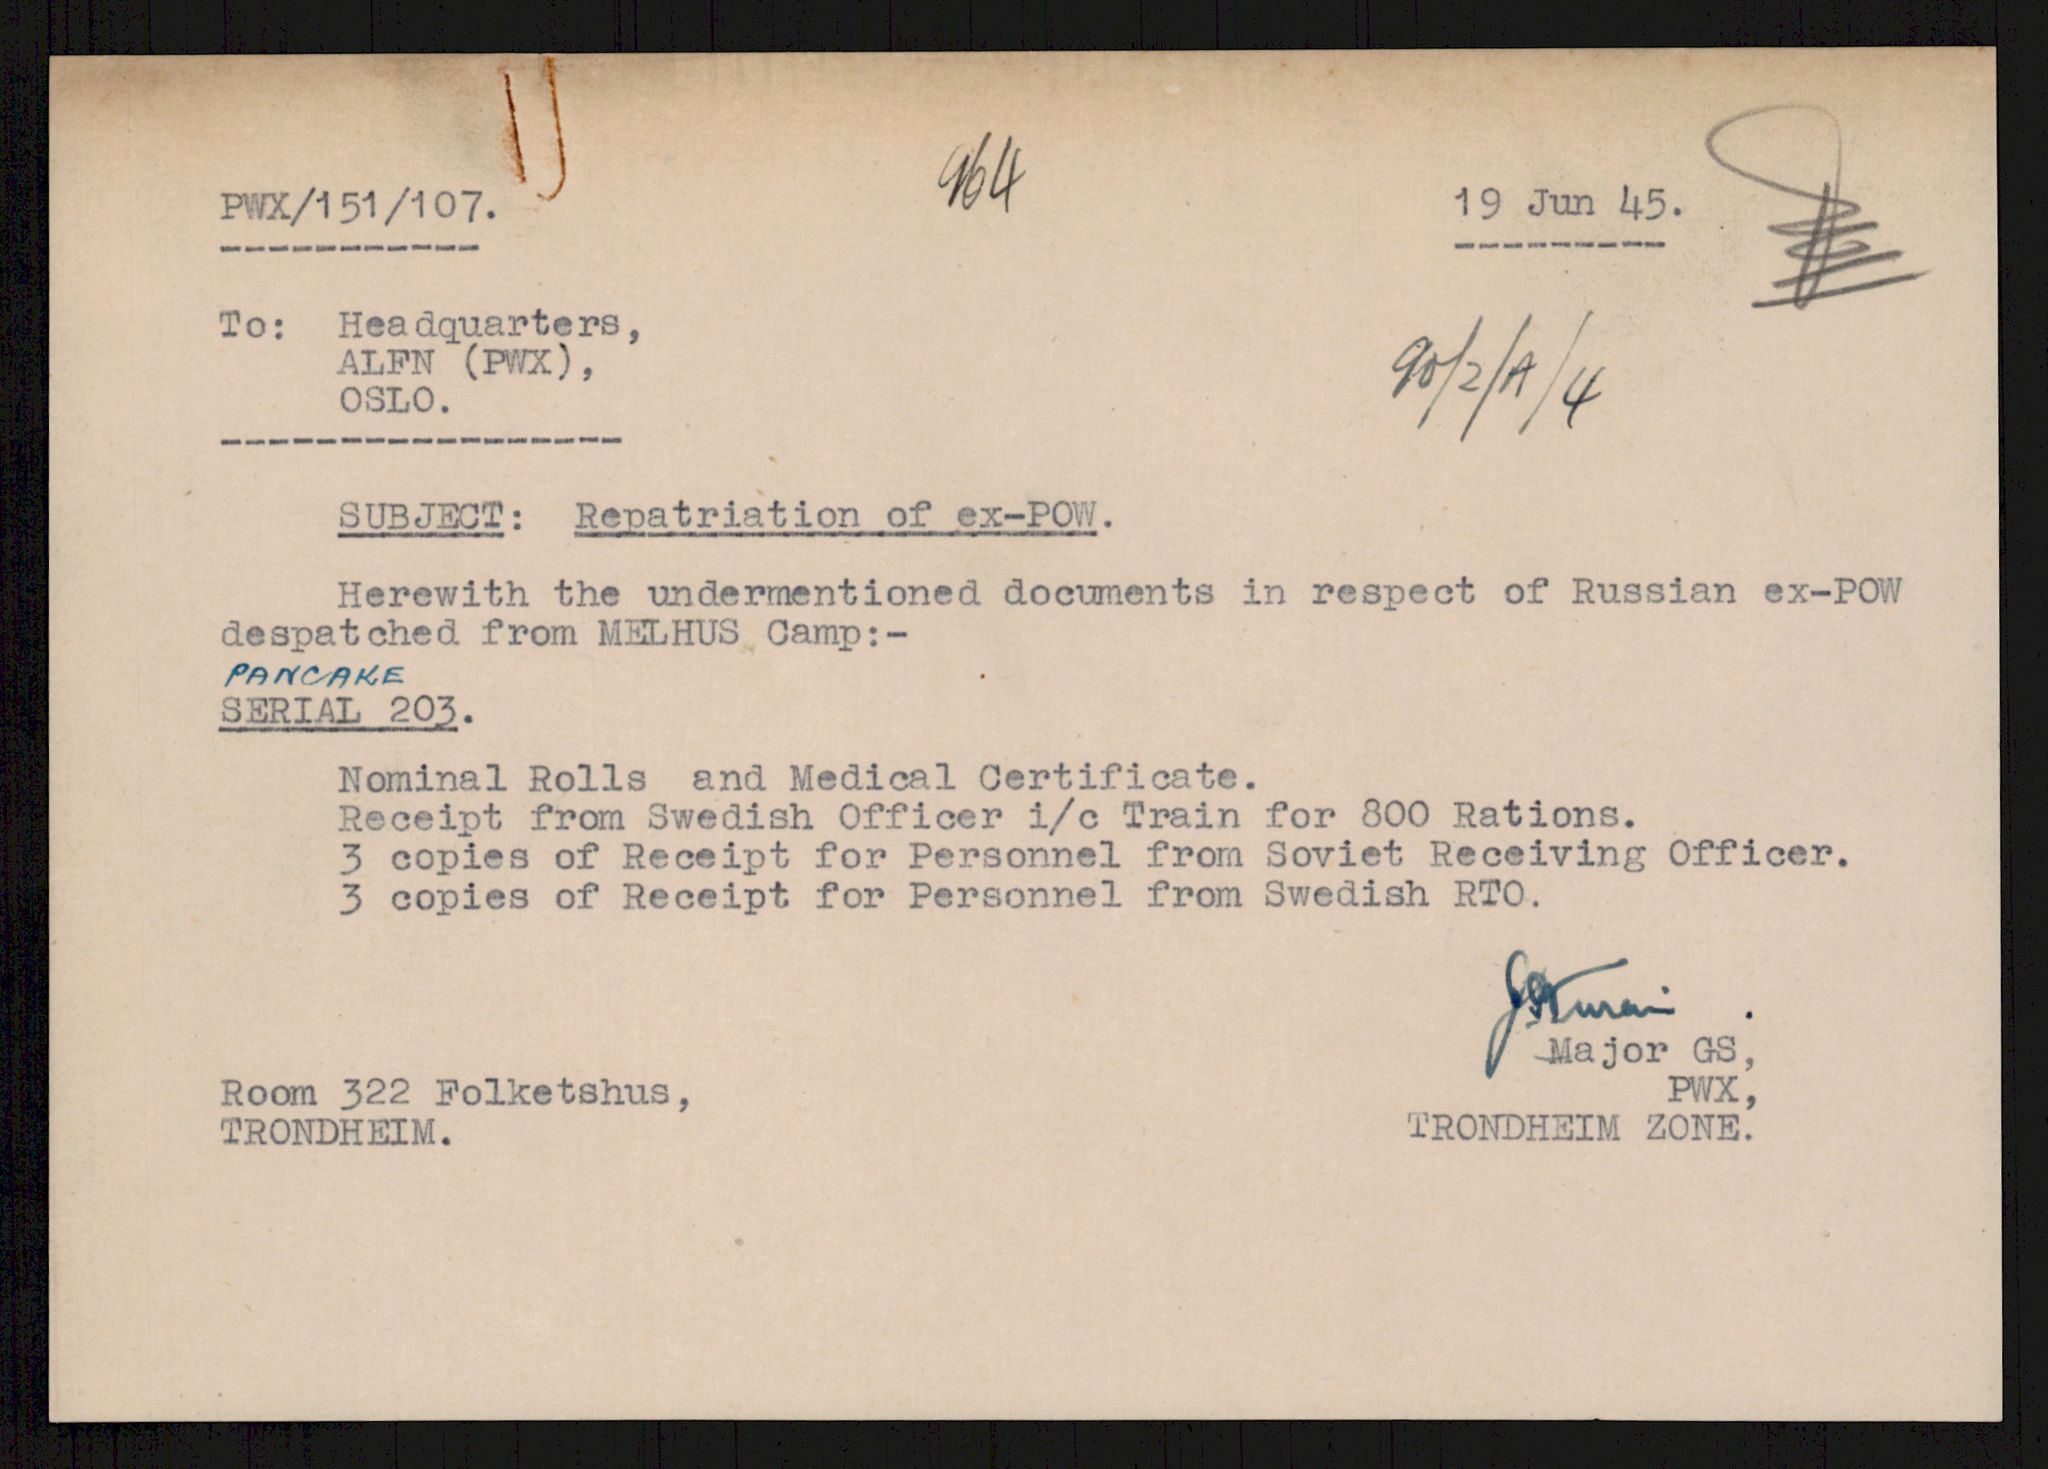 964
PWX/151/107. 19 Jun 45.
To: Headquarters,
ALFN (PWX),
OSLO.
90/2/A/4
SUBJECT: Repatriation of ex-POW.
Herewith the undermentioned documents in respect of Russian ex-POW
despatched from MELHUS Camp:-
PANCAKE
SERIAL 203.
Nominal Rolls and Medical Certificate.
Receipt from Swedish Officer i/c Train for 800 Rations.
3 copies of Receipt for Personnel from Soviet Receiving Officer.
3 copies of Receipt for Personnel from Swedish RTO.
Major GS,
PWX,
TRONDHEIM ZONE.
Room 322 Folketshus,
TRONDHEIM.